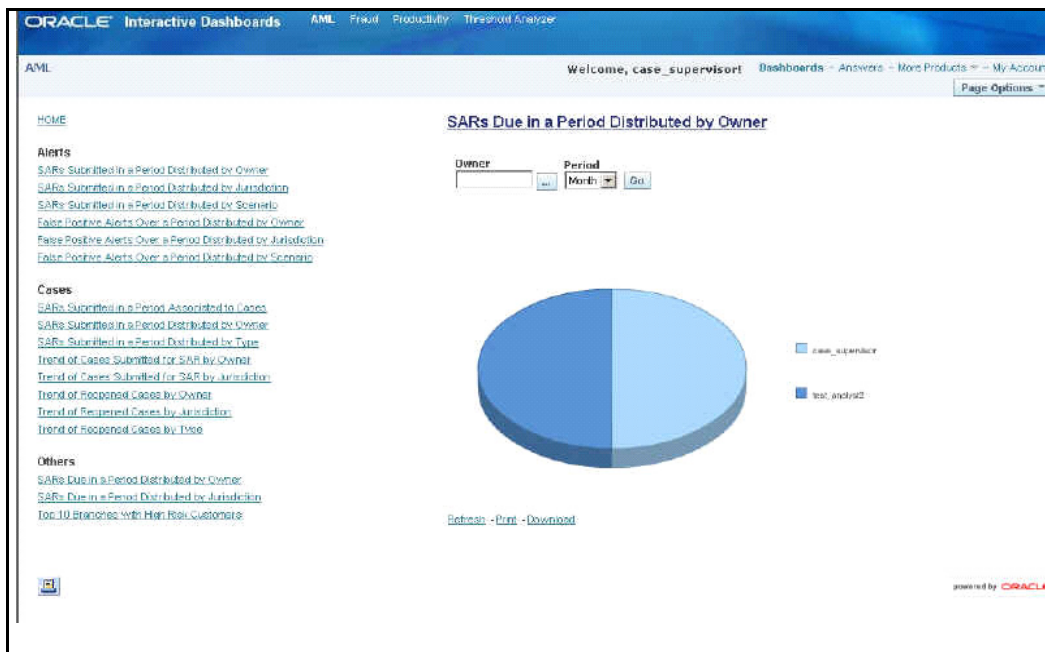 ORACLE Interactive Dashboards AML Fraud Productivity Threshold Analyzer
AML Welcome, case_supervisor! Dashboards - Answers - More Products - My Accoun
Page Options
HOME
SARs Due in a Period Distributed by Owner
Owner Period
... Month Go
Alerts
SARs Submitted in a Period Distributed by Owner
SARs Submitted in a Period Distributed by Jurisdiction
SARs Submitted in a Period Distributed by Scenario
False Positive Alerts Over a Period Distributed by Owner
False Positive Alerts Over a Period Distributed by Jurisdiction
False Positive Alerts Over a Period Distributed by Scenario
Cases
SARs Submitted in a Period Associated to Cases
SARs Submitted in a Period Distributed by Owner
SARs Submitted in a Period Distributed by Type
Trend of Cases Submitted for SAR by Owner
Trend of Cases Submitted for SAR by Jurisdiction
Trend of Reopened Cases by Owner
Trend of Reopened Cases by Jurisdiction
Trend of Reopened Cases by Type
Others
SARs Due in a Period Distributed by Owner
SARs Due in a Period Distributed by Jurisdiction
Top 10 Branches with High Risk Customers
case_supervisor
test_analyst2
Refresh - Print - Download
powered by ORACLE